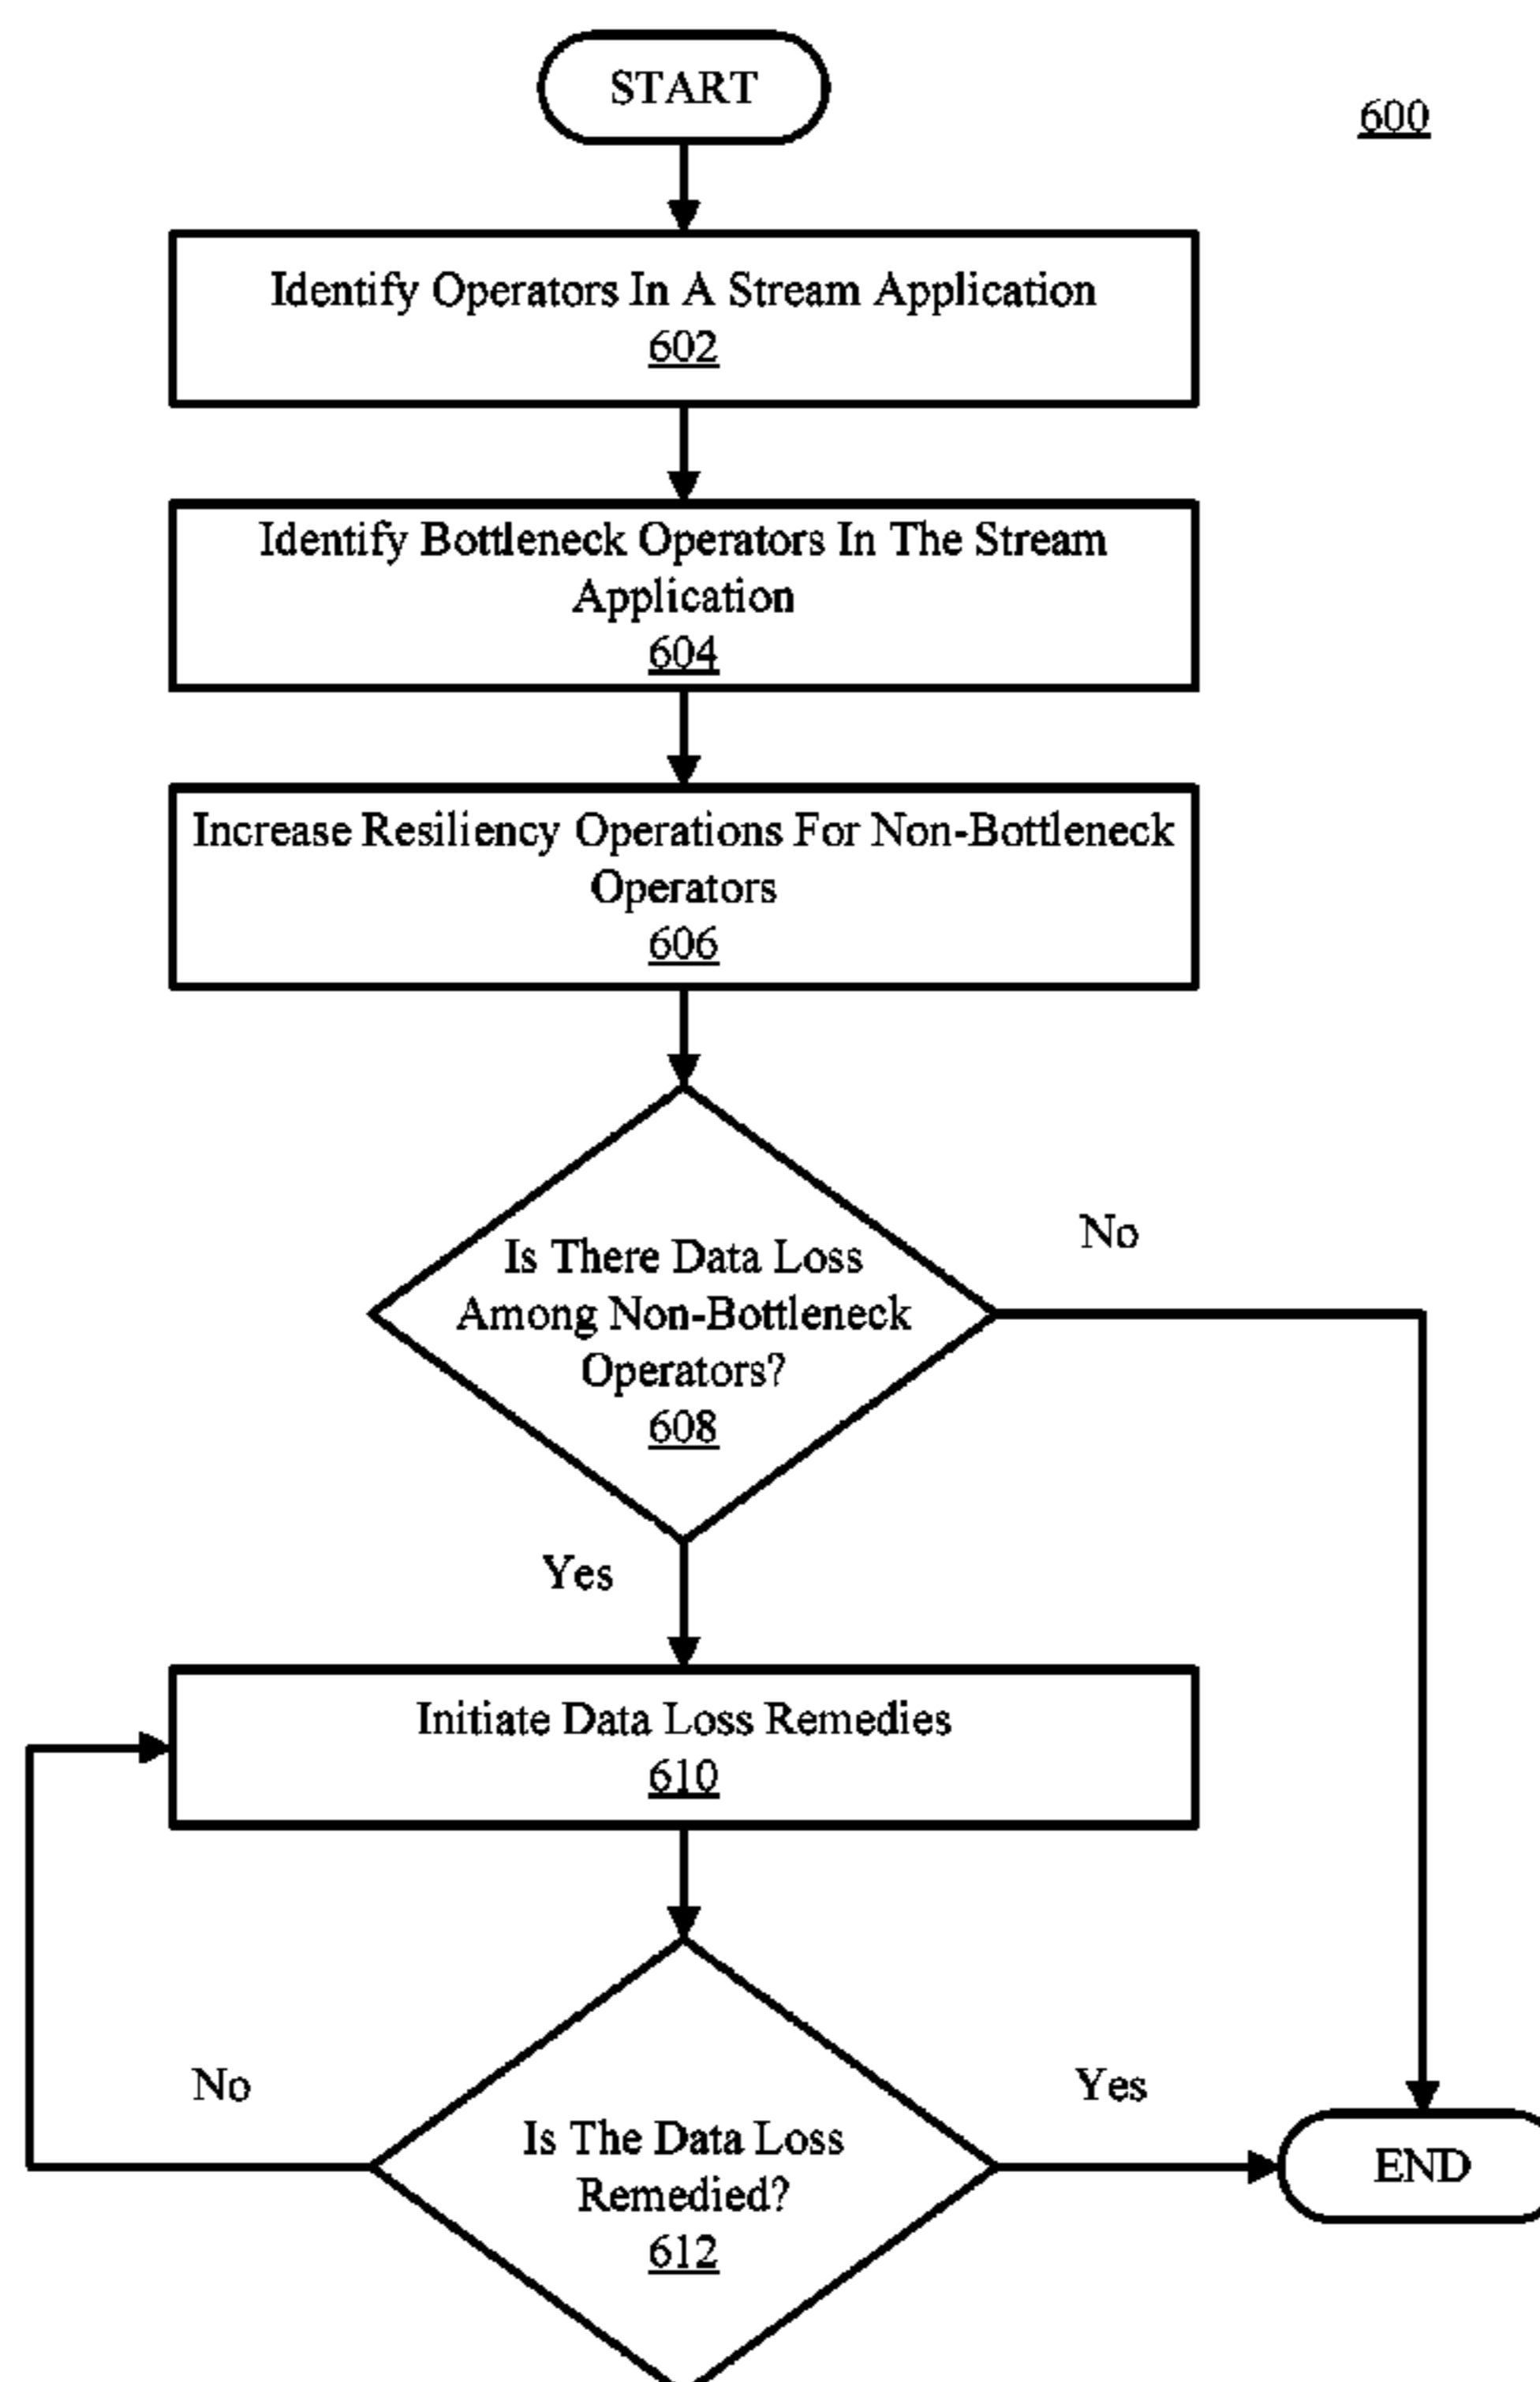 START
600
Identify Operators In A Stream Application
602
Identify Bottleneck Operators In The Stream
Application
604
Increase Resiliency Operations For Non-Bottleneck
Operators
606
No
Is There Data Loss
Among Non-Bottleneck
Operators?
608
Yes
Initiate Data Loss Remedies
610
No
Yes
Is The Data Loss
Remedied?
612
END